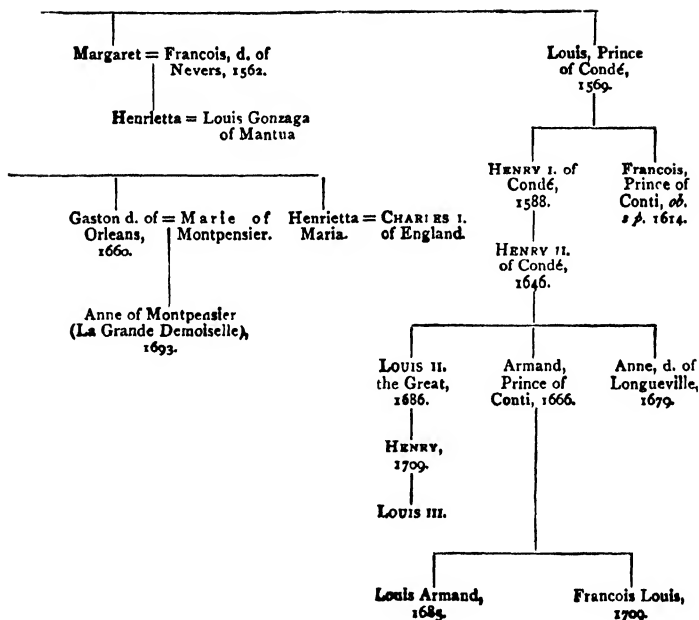 Margaret = Francois, d. of
Nevers, 1562.
Louis, Prince
of Condé,
1569.
Henrietta = Louis Gonzaga
of Mantua
HENRY I. of
Condé,
1588.
Francois,
Prince of
Conti, ob.
s p. 1614.
Gaston d. of = Marie of
Orleans, Montpensier.
1660.
Henrietta = CHARLES I.
Maria. of England.
HENRY II.
of Condé,
1646.
Anne of Montpensier
(La Grande Demoiselle),
1693.
LOUIS II.
the Great,
1686.
Armand,
Prince of
Conti, 1666.
Anne, d. of
Longueville,
1679.
HENRY,
1709.
LOUIS III.
Louis Armand,
1685.
Francois Louis,
1709.